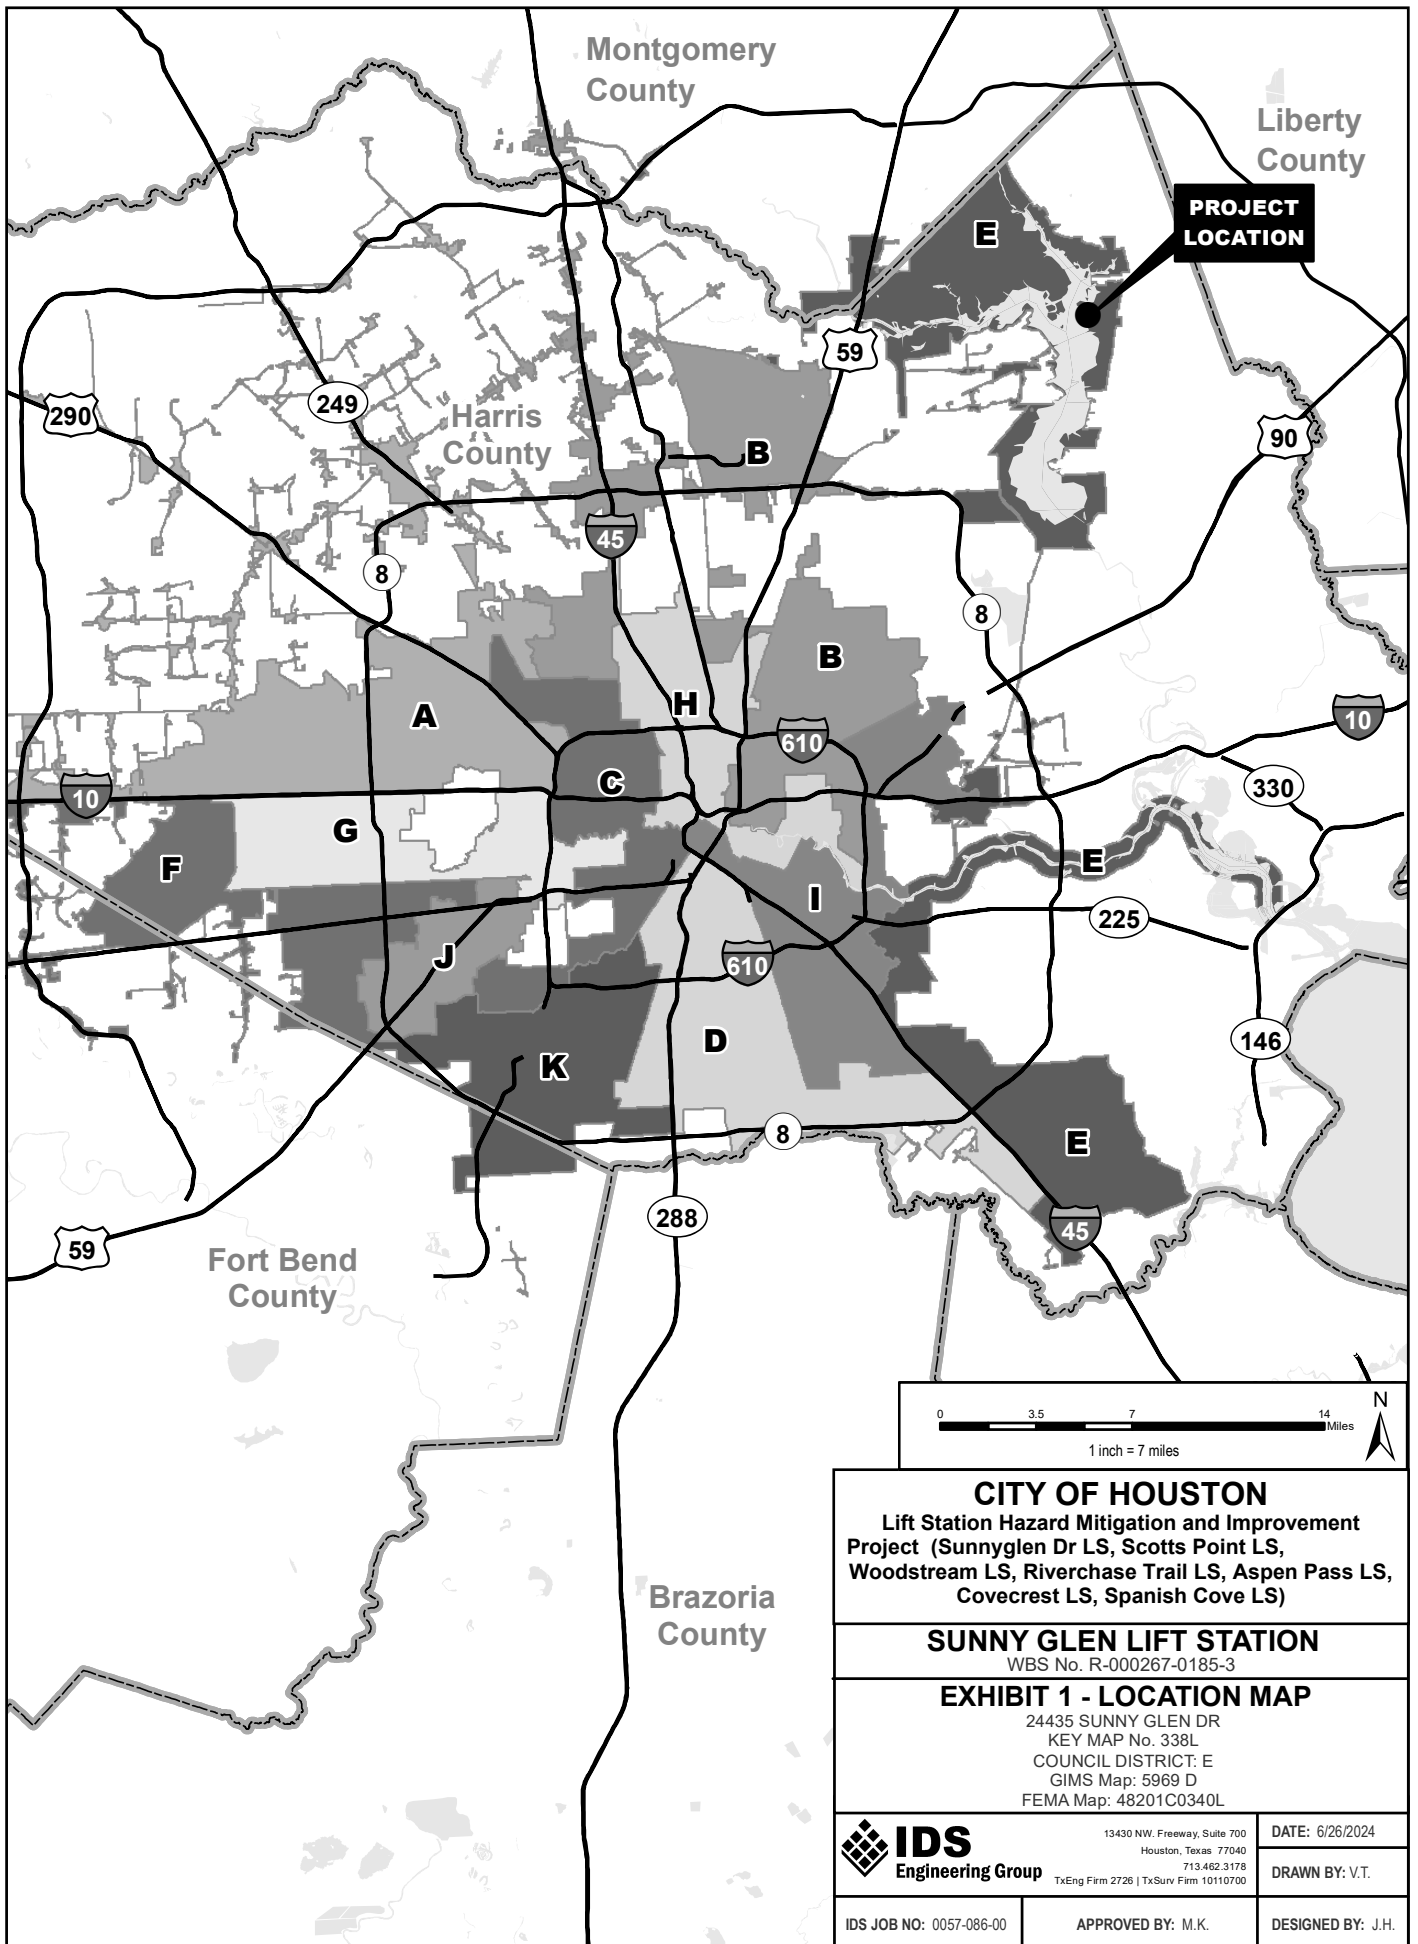 Montgomery
County
Liberty
County
PROJECT
LOCATION
E
59
290
249
Harris
County
90
B
45
8
8
B
A
H
10
610
C
10
330
G
F
E
I
225
J
610
D
146
K
8
E
288
45
59
Fort Bend
County
Brazoria
County
N
0 3.5 7 14
Miles
1 inch = 7 miles
CITY OF HOUSTON
Lift Station Hazard Mitigation and Improvement
Project (Sunnyglen Dr LS, Scotts Point LS,
Woodstream LS, Riverchase Trail LS, Aspen Pass LS,
Covecrest LS, Spanish Cove LS)
SUNNY GLEN LIFT STATION
WBS No. R-000267-0185-3
EXHIBIT 1 - LOCATION MAP
24435 SUNNY GLEN DR
KEY MAP No. 338L
COUNCIL DISTRICT: E
GIMS Map: 5969 D
FEMA Map: 48201C0340L
IDS
Engineering Group
13430 NW. Freeway, Suite 700
Houston, Texas 77040
713.462.3178
TxEng Firm 2726 | TxSurv Firm 10110700
DATE: 6/26/2024
DRAWN BY: V.T.
IDS JOB NO: 0057-086-00
APPROVED BY: M.K.
DESIGNED BY: J.H.